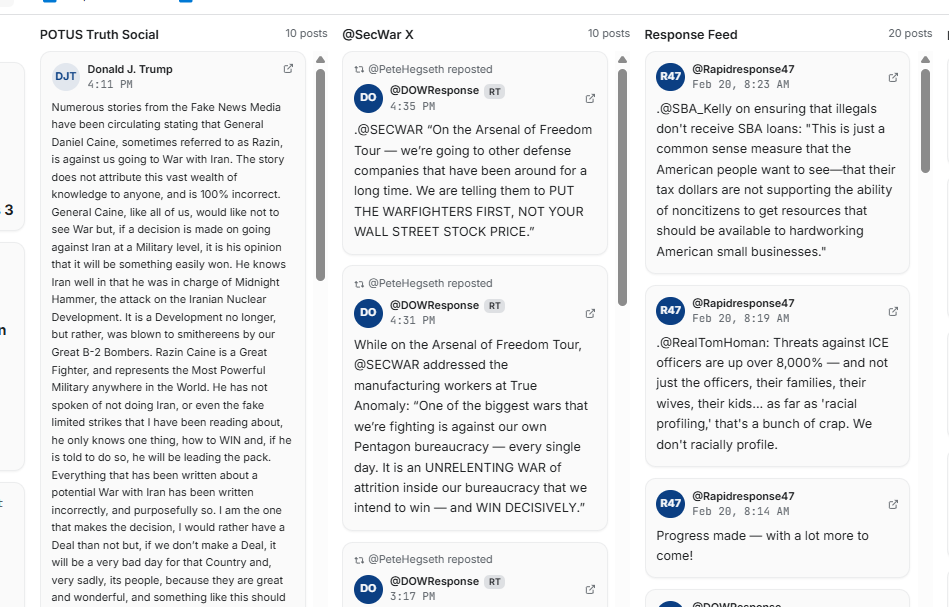 3
n
POTUS Truth Social
10 posts
DJT
Donald J. Trump
4:11 PM
Numerous stories from the Fake News Media
have been circulating stating that General
Daniel Caine, sometimes referred to as Razin,
is against us going to War with Iran. The story
does not attribute this vast wealth of
knowledge to anyone, and is 100% incorrect.
General Caine, like all of us, would like not to
see War but, if a decision is made on going
against Iran at a Military level, it is his opinion
that it will be something easily won. He knows
Iran well in that he was in charge of Midnight
Hammer, the attack on the Iranian Nuclear
Development. It is a Development no longer,
but rather, was blown to smithereens by our
Great B-2 Bombers. Razin Caine is a Great
Fighter, and represents the Most Powerful
Military anywhere in the World. He has not
spoken of not doing Iran, or even the fake
limited strikes that I have been reading about,
he only knows one thing, how to WIN and, if he
is told to do so, he will be leading the pack.
Everything that has been written about a
potential War with Iran has been written
incorrectly, and purposefully so. I am the one
that makes the decision, I would rather have a
Deal than not but, if we don’t make a Deal, it
will be a very bad day for that Country and,
very sadly, its people, because they are great
and wonderful, and something like this should
@SecWar X
10 posts
@PeteHegseth reposted
DO
@DOWResponse RT
4:35 PM
.@SECWAR “On the Arsenal of Freedom
Tour — we’re going to other defense
companies that have been around for a
long time. We are telling them to PUT
THE WARFIGHTERS FIRST, NOT YOUR
WALL STREET STOCK PRICE.”
@PeteHegseth reposted
DO
@DOWResponse RT
4:31 PM
While on the Arsenal of Freedom Tour,
@SECWAR addressed the
manufacturing workers at True
Anomaly: “One of the biggest wars that
we’re fighting is against our own
Pentagon bureaucracy — every single
day. It is an UNRELENTING WAR of
attrition inside our bureaucracy that we
intend to win — and WIN DECISIVELY.”
@PeteHegseth reposted
DO
@DOWResponse RT
3:17 PM
Response Feed
20 posts
R47
@Rapidresponse47
Feb 20, 8:23 AM
.@SBA_Kelly on ensuring that illegals
don't receive SBA loans: "This is just a
common sense measure that the
American people want to see—that their
tax dollars are not supporting the ability
of noncitizens to get resources that
should be available to hardworking
American small businesses."
R47
@Rapidresponse47
Feb 20, 8:19 AM
.@RealTomHoman: Threats against ICE
officers are up over 8,000% — and not
just the officers, their families, their
wives, their kids... as far as 'racial
profiling,' that's a bunch of crap. We
don't racially profile.
R47
@Rapidresponse47
Feb 20, 8:14 AM
Progress made — with a lot more to
come!